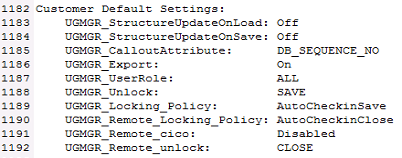 1182 Customer Default Settings:
1183     UGMGR_StructureUpdateOnLoad: Off
1184     UGMGR_StructureUpdateOnSave: Off
1185     UGMGR_CalloutAttribute:      DB_SEQUENCE_NO
1186     UGMGR_Export:                On
1187     UGMGR_UserRole:              ALL
1188     UGMGR_Unlock:                SAVE
1189     UGMGR_Locking_Policy:        AutoCheckinSave
1190     UGMGR_Remote_Locking_Policy: AutoCheckinClose
1191     UGMGR_Remote_cico:           Disabled
1192     UGMGR_Remote_unlock:         CLOSE